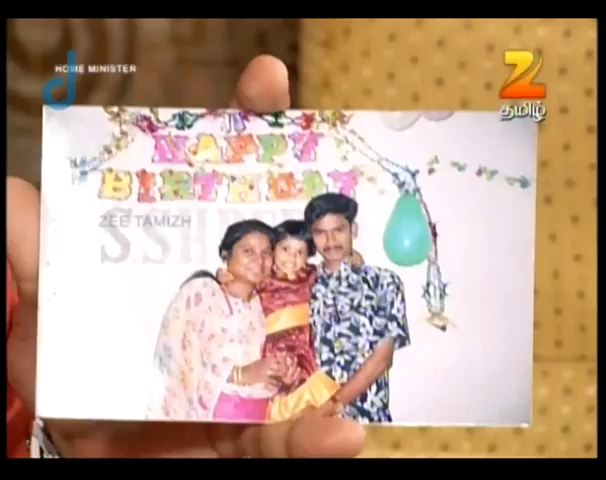 HOME MINISTER
தமிழ்
HAPPY
BIRTHDAY
ZEE TAMIZH